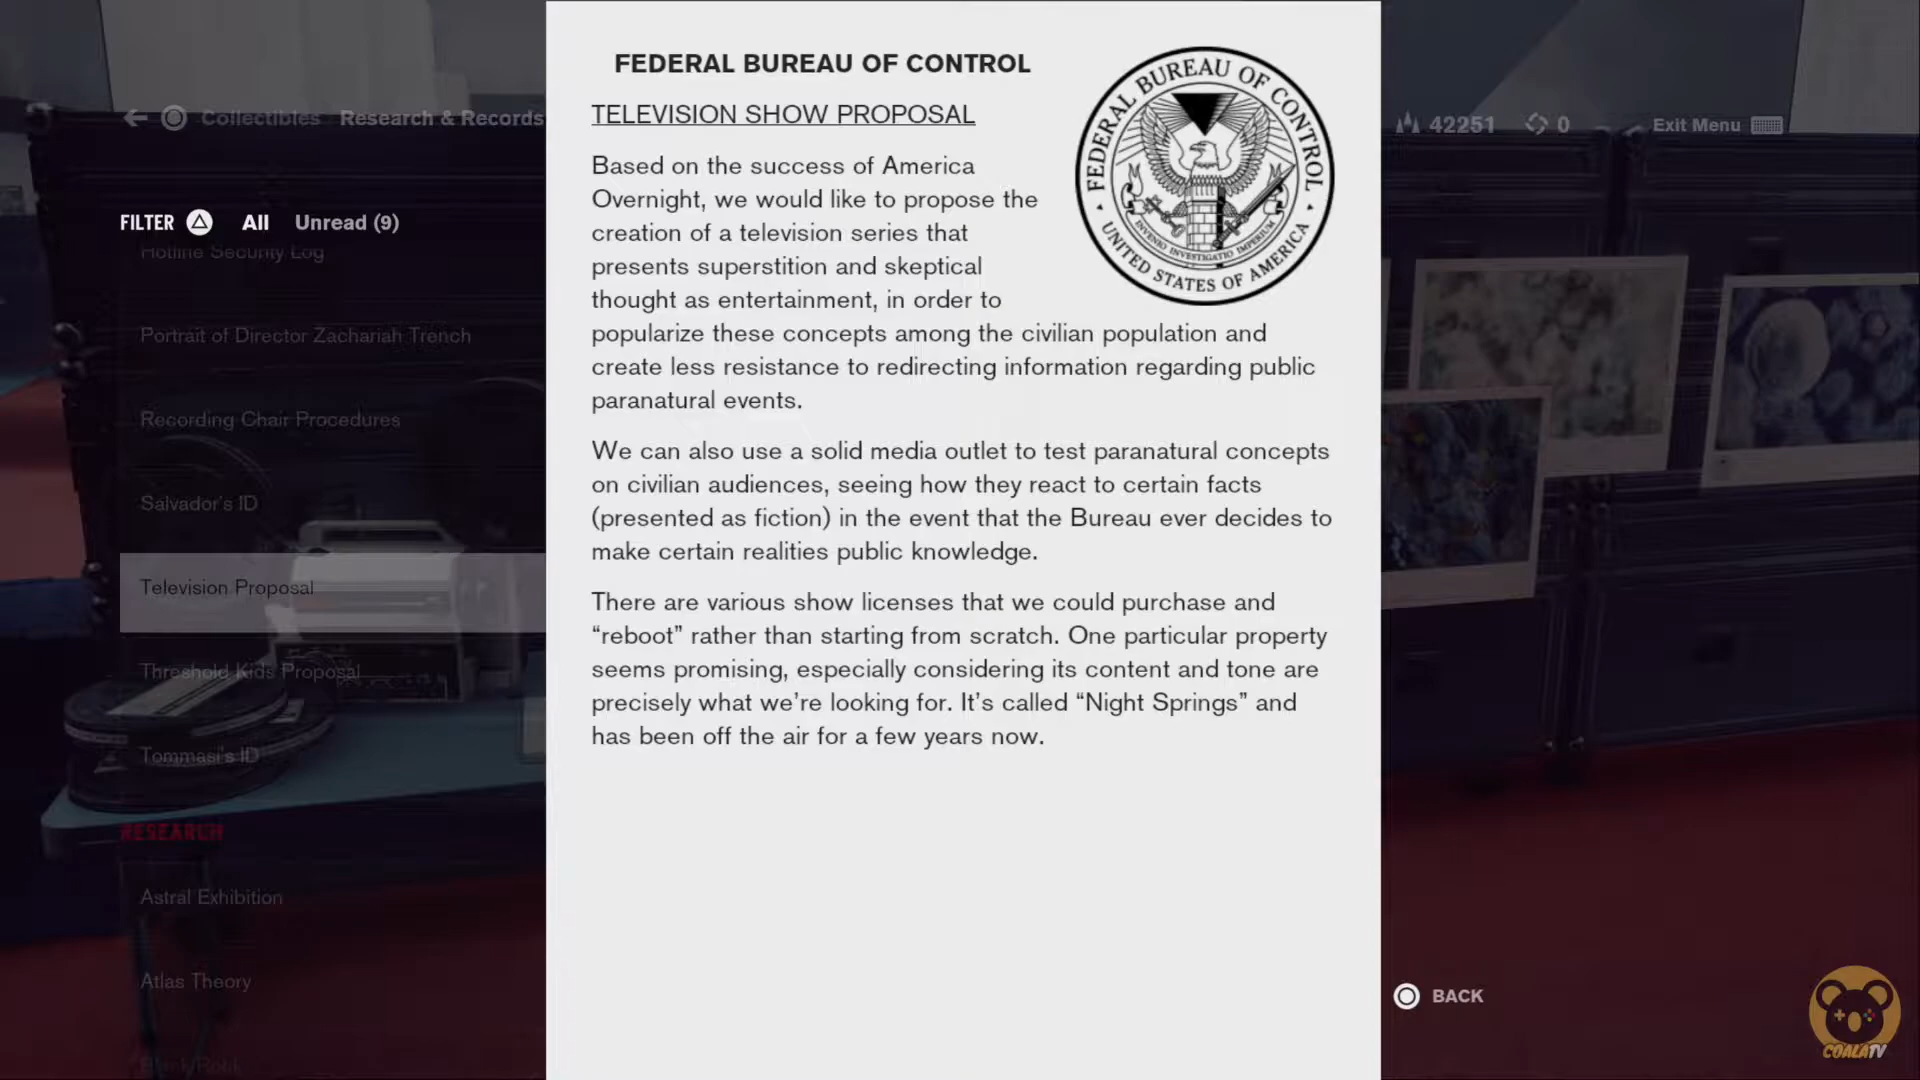 FEDERAL BUREAU OF CONTROL
TELEVISION SHOW PROPOSAL
Based on the success of America
Overnight, we would like to propose the
creation of a television series that
presents superstition and skeptical
thought as entertainment, in order to
popularize these concepts among the civilian population and
create less resistance to redirecting information regarding public
paranatural events.
We can also use a solid media outlet to test paranatural concepts
on civilian audiences, seeing how they react to certain facts
(presented as fiction) in the event that the Bureau ever decides to
make certain realities public knowledge.
There are various show licenses that we could purchase and
“reboot” rather than starting from scratch. One particular property
seems promising, especially considering its content and tone are
precisely what we’re looking for. It’s called “Night Springs” and
has been off the air for a few years now.
FEDERAL BUREAU OF CONTROL
UNITED STATES OF AMERICA
INVENIO INVESTIGATIO IMPERIUM
Collectibles Research & Records
FILTER All Unread (9)
Hotline Security Log
Portrait of Director Zachariah Trench
Recording Chair Procedures
Salvador's ID
Television Proposal
Threshold Kids Proposal
Tommasi's ID
RESEARCH
Astral Exhibition
Atlas Theory
Black Rock
42251 0 Exit Menu
BACK
COALATV